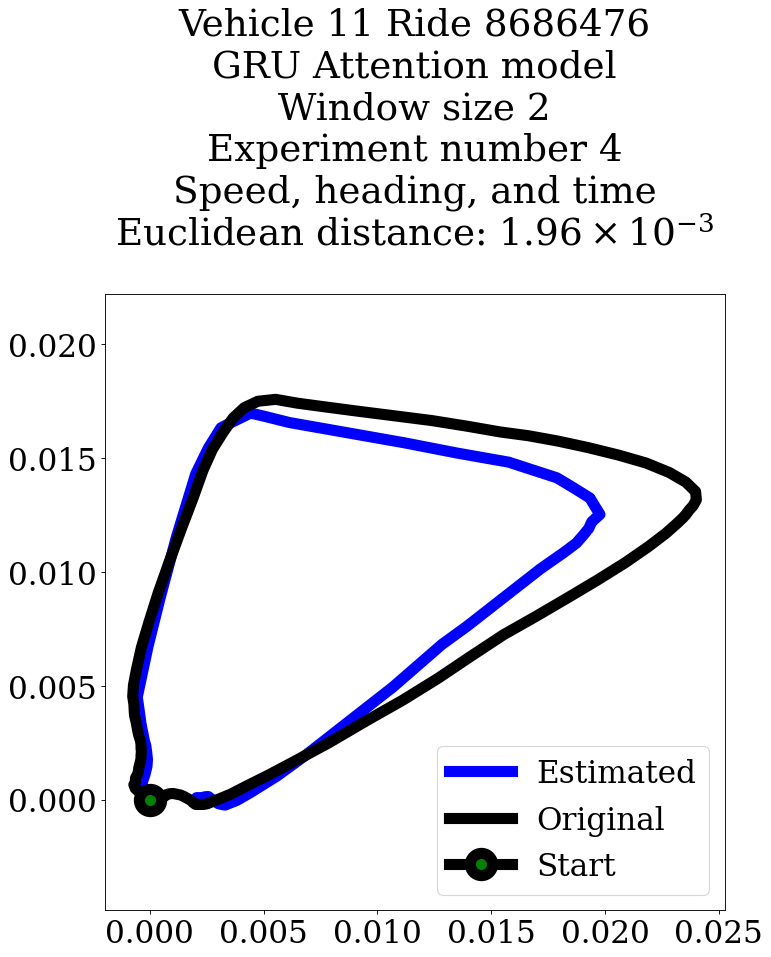 Vehicle 11 Ride 8686476
GRU Attention model
Window size 2
Experiment number 4
Speed, heading, and time
Euclidean distance: 1.96 × 10⁻³
0.020
0.015
0.010
0.005
0.000
Estimated
Original
Start
0.000 0.005 0.010 0.015 0.020 0.025